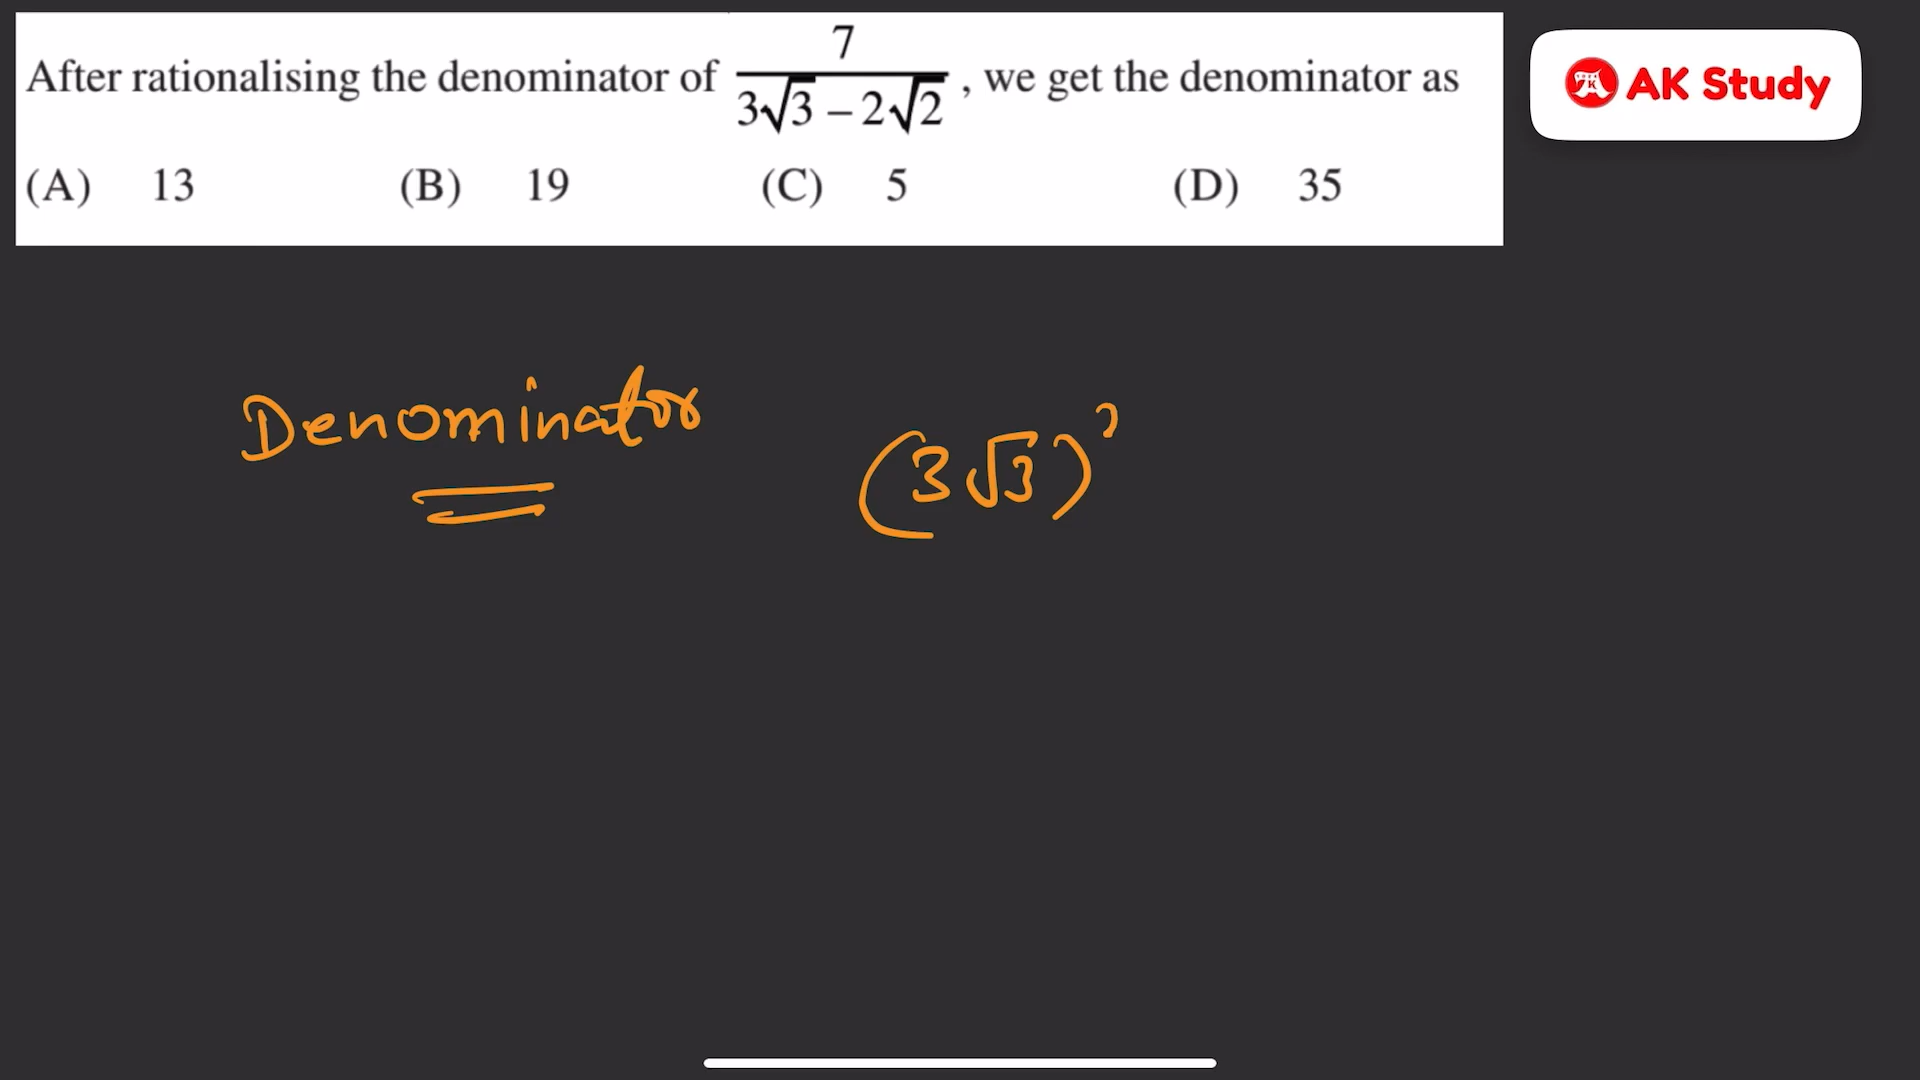 After rationalising the denominator of 7/(3√3 – 2√2), we get the denominator as
(A) 13 (B) 19 (C) 5 (D) 35
AK Study
Denominator (3√3)²